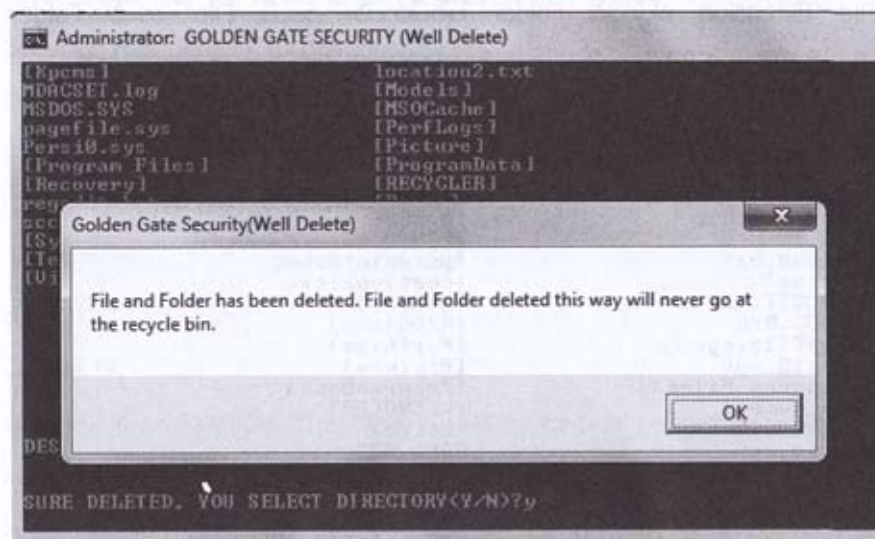 Administrator: GOLDEN GATE SECURITY (Well Delete)
[Kpcms] location2.txt
MDACSET.log [Models]
MSDOS.SYS [MSOCache]
pagefile.sys [PerfLogs]
Persi0.sys [Picture]
[Program Files] [ProgramData]
[Recovery] [RECYCLER]
Golden Gate Security(Well Delete)
File and Folder has been deleted. File and Folder deleted this way will never go at
the recycle bin.
OK
DES
SURE DELETED. YOU SELECT DIRECTORY(Y/N)?y